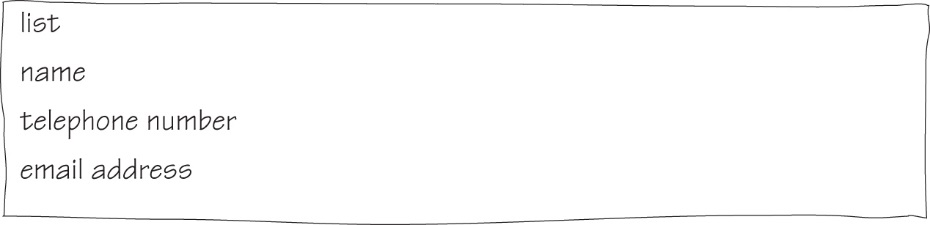 list
name
telephone number
email address